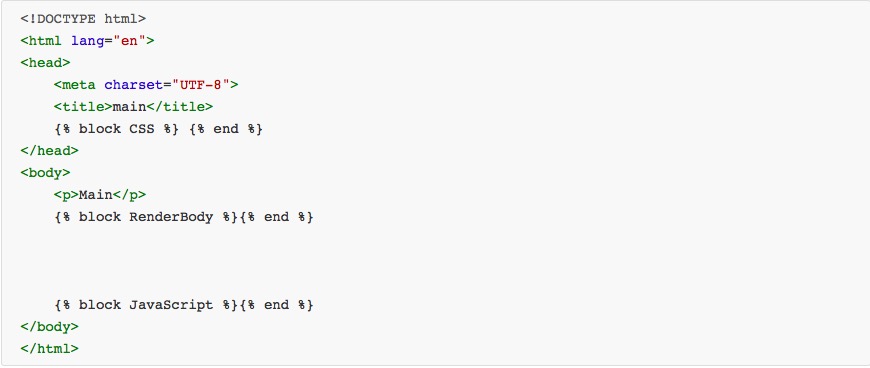 <!DOCTYPE html>
<html lang="en">
<head>
    <meta charset="UTF-8">
    <title>main</title>
    {% block CSS %} {% end %}
</head>
<body>
    <p>Main</p>
    {% block RenderBody %}{% end %}
    {% block JavaScript %}{% end %}
</body>
</html>